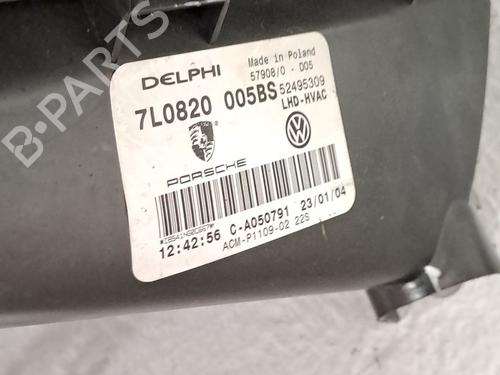 B-PARTS
DELPHI
Made in Poland
57908/0 - 005
7L0820 005BS
52495309
LHD-HVAC
PORSCHE
12:42:56 C-A050791 23/01/04
ACM-P1109-02 22S